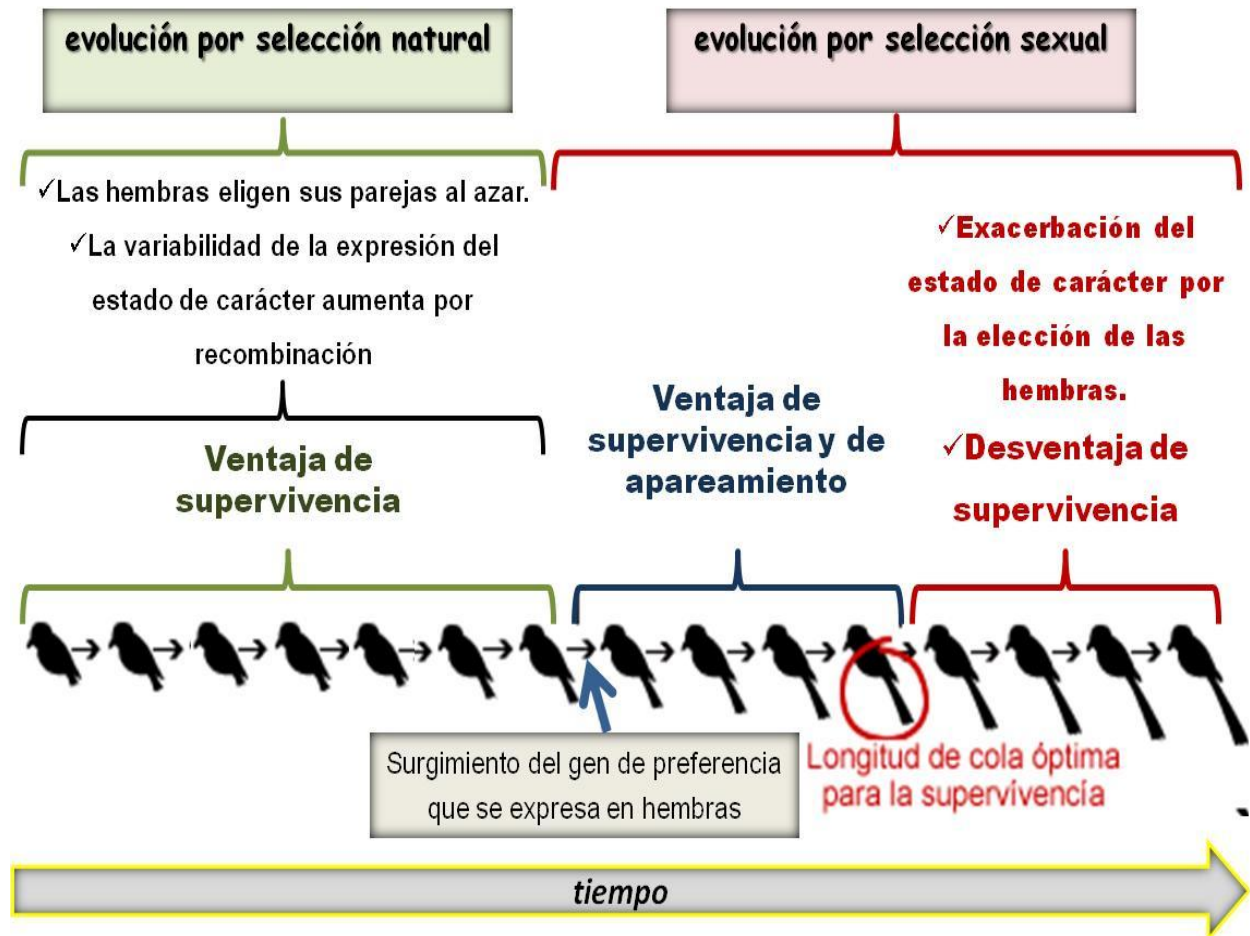 evolución por selección natural
evolución por selección sexual
✓Las hembras eligen sus parejas al azar.
✓La variabilidad de la expresión del
estado de carácter aumenta por
recombinación
Ventaja de
supervivencia
Ventaja de
supervivencia y de
apareamiento
✓Exacerbación del
estado de carácter por
la elección de las
hembras.
✓Desventaja de
supervivencia
Surgimiento del gen de preferencia
que se expresa en hembras
Longitud de cola óptima
para la supervivencia
tiempo